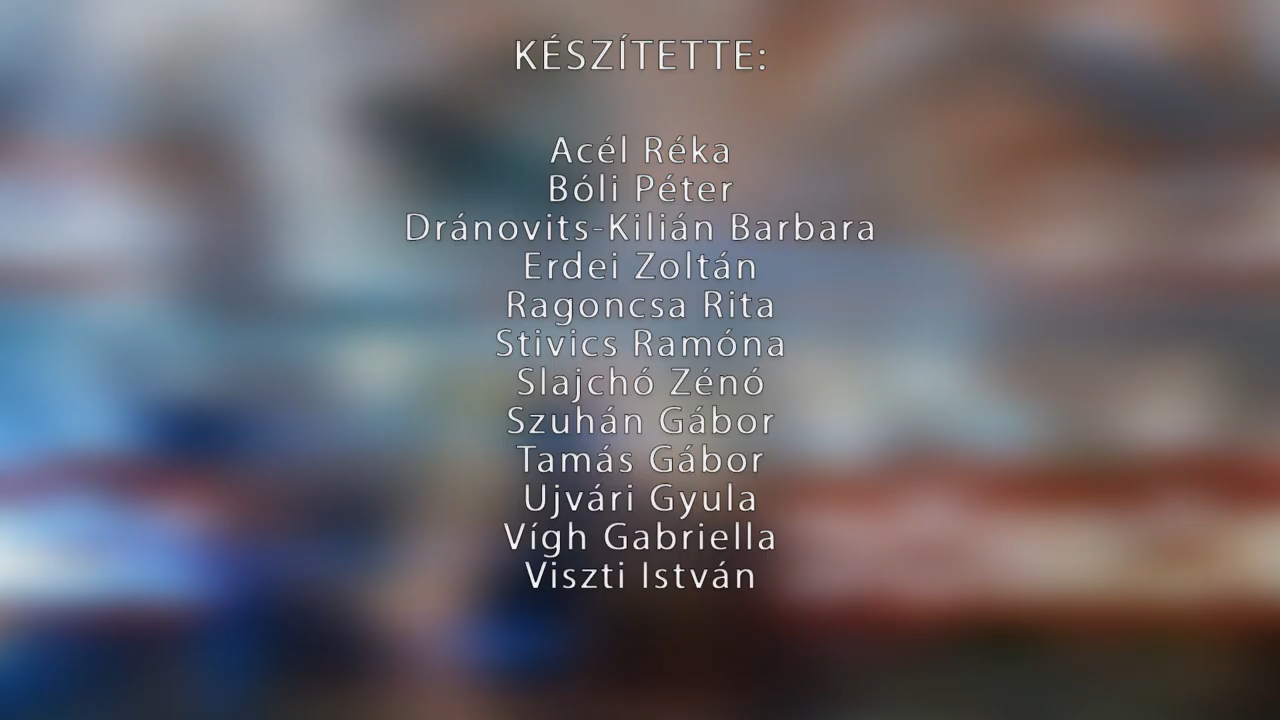 KÉSZÍTETTE:
Acél Réka
Bóli Péter
Dránovits-Kilián Barbara
Erdei Zoltán
Ragoncsa Rita
Stivics Ramóna
Slajchó Zénó
Szuhán Gábor
Tamás Gábor
Ujvári Gyula
Vígh Gabriella
Viszti István